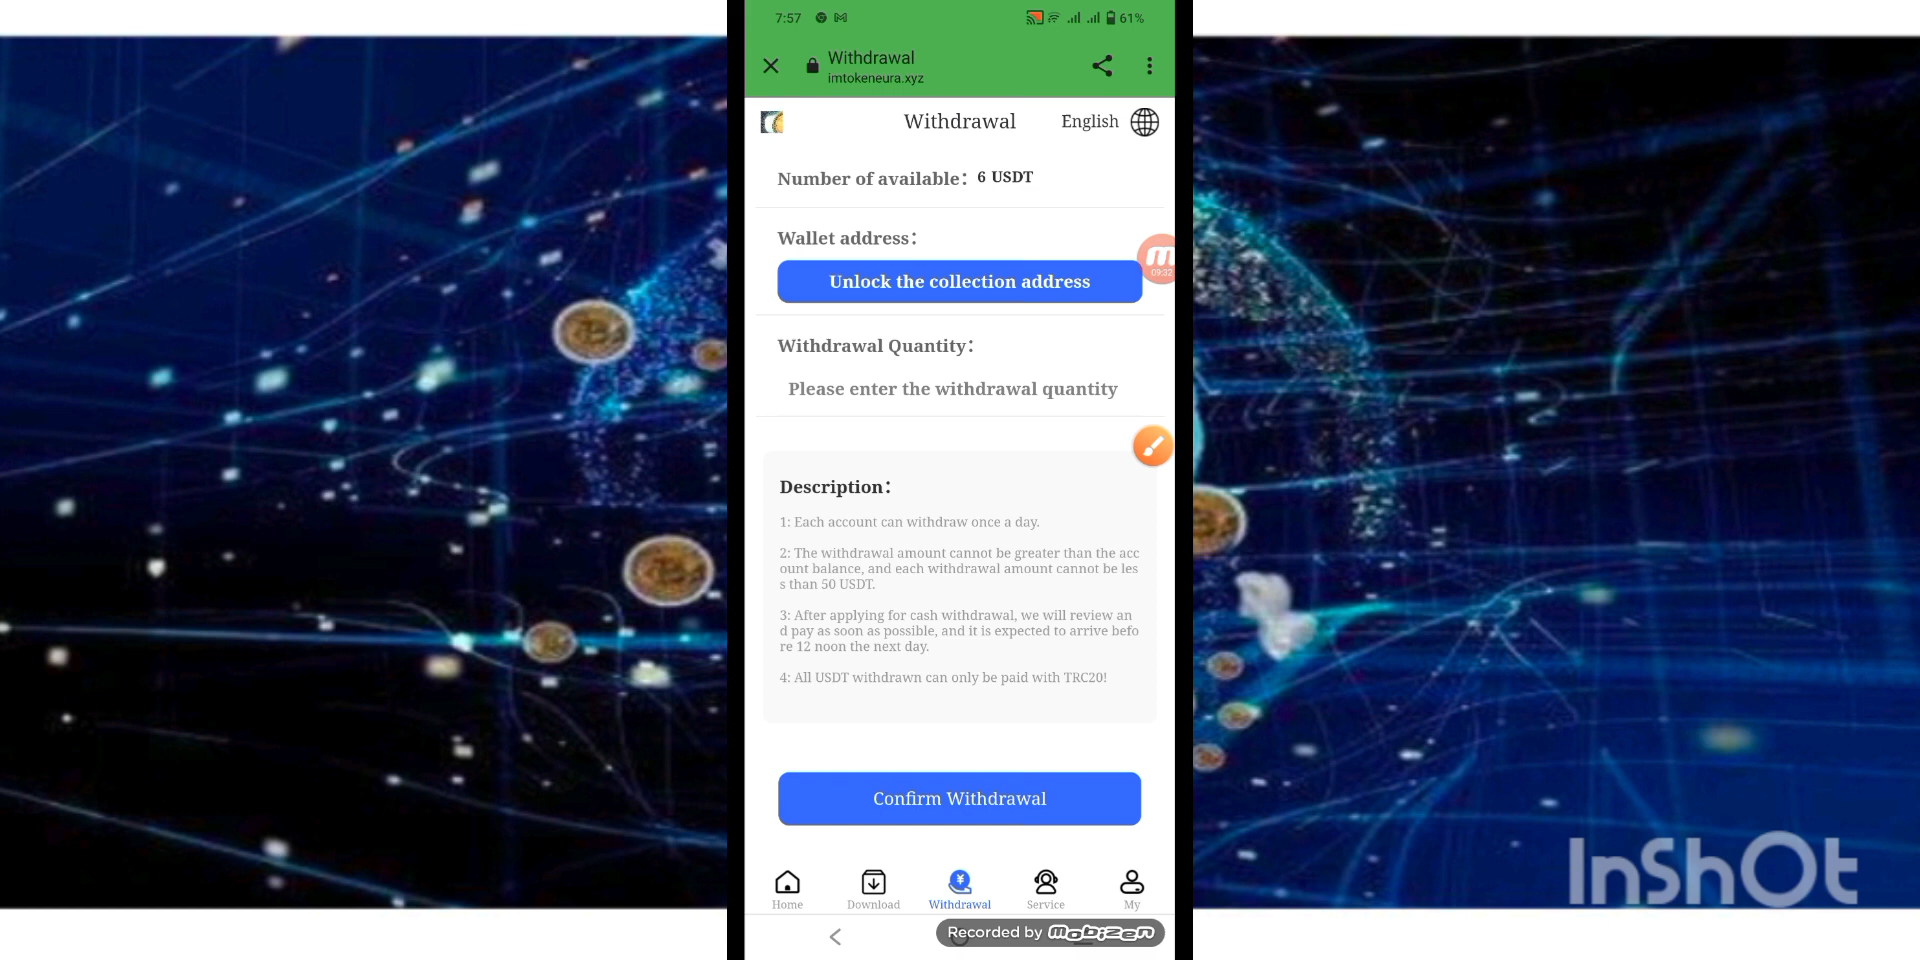 7:57
61%
Withdrawal
imtokeneura.xyz
Withdrawal
English
Number of available: 6 USDT
Wallet address:
Unlock the collection address
09:32
Withdrawal Quantity:
Please enter the withdrawal quantity
Description:
1: Each account can withdraw once a day.
2: The withdrawal amount cannot be greater than the acc
ount balance, and each withdrawal amount cannot be les
s than 50 USDT.
3: After applying for cash withdrawal, we will review an
d pay as soon as possible, and it is expected to arrive befo
re 12 noon the next day.
4: All USDT withdrawn can only be paid with TRC20!
Confirm Withdrawal
Home
Download
Withdrawal
Service
My
Recorded by mobizen
InShOt